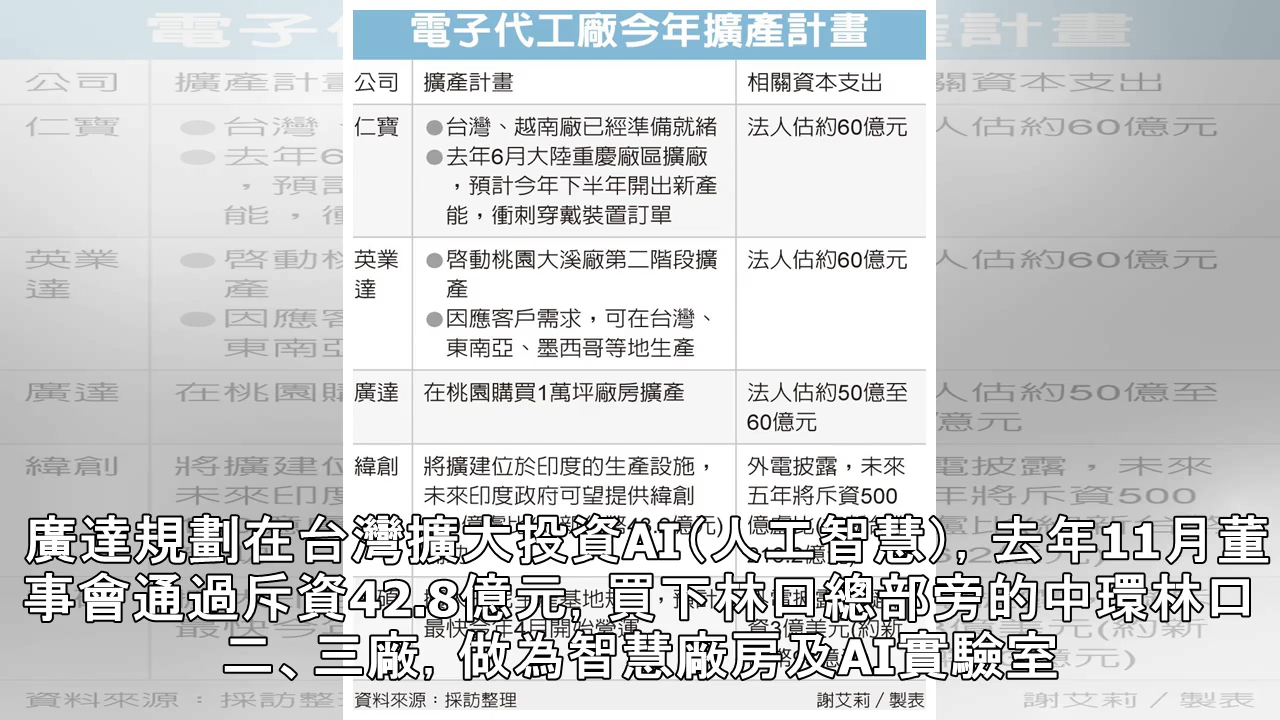 電子代工廠今年擴產計畫
公司 擴產計畫 相關資本支出
仁寶 ●台灣、越南廠已經準備就緒 法人估約60億元
●去年6月大陸重慶廠區擴廠
，預計今年下半年開出新產
能，衝刺穿戴裝置訂單
英業 ●啓動桃園大溪廠第二階段擴 法人估約60億元
達 產
●因應客戶需求，可在台灣、
東南亞、墨西哥等地生產
廣達 在桃園購買1萬坪廠房擴產 法人估約50億至
60億元
緯創 將擴建位於印度的生產設施， 外電披露，未來
未來印度政府可望提供緯創 五年將斥資500
廣達規劃在台灣擴大投資AI(人工智慧), 去年11月董
事會通過斥資42.8億元, 買下林口總部旁的中環林口
二、三廠, 做為智慧廠房及AI實驗室
最快今年4月開始營運 資3億美元(約新
資料來源：採訪整理 謝艾莉／製表